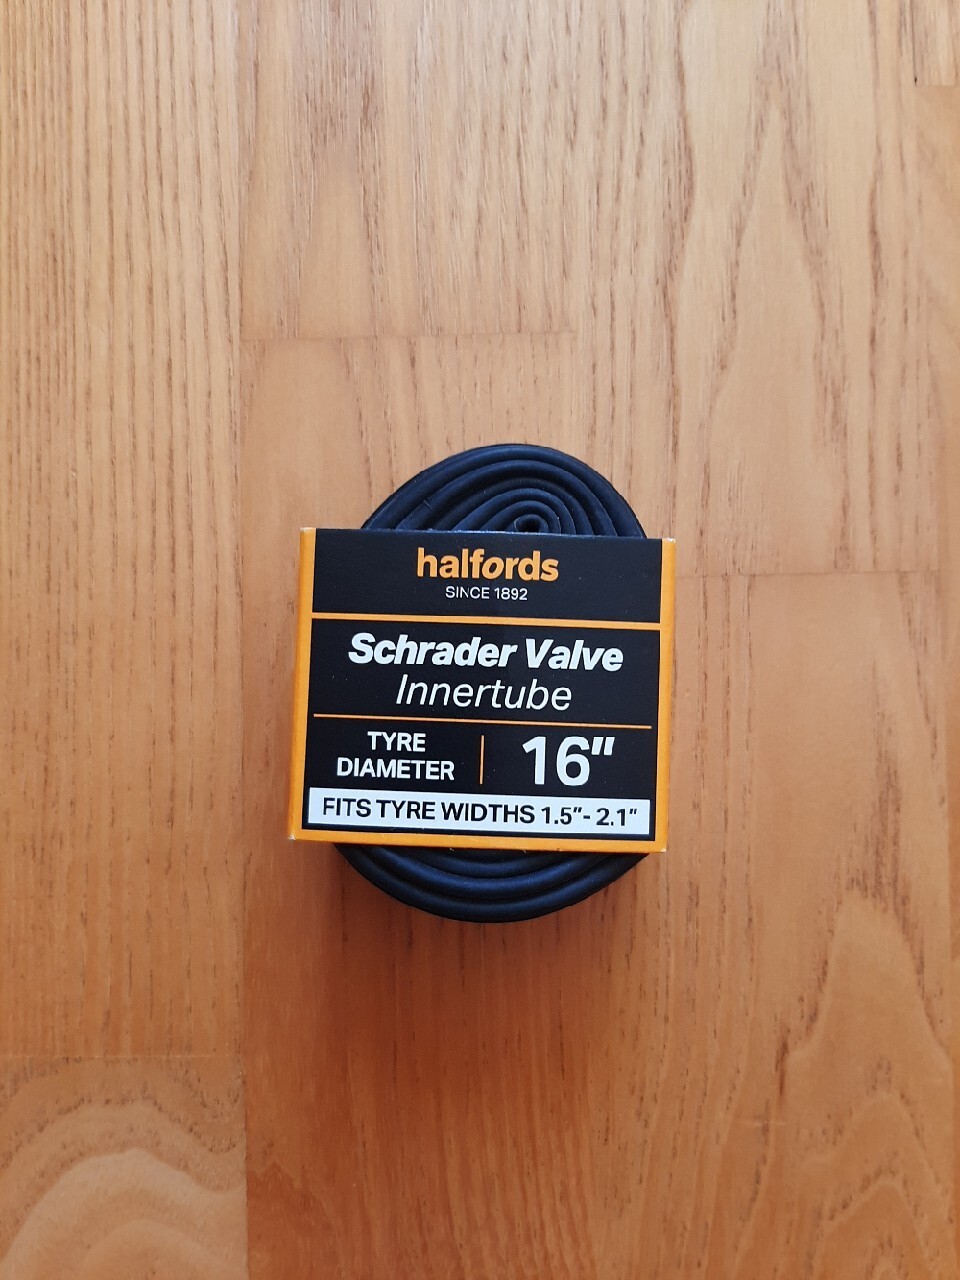 halfords
SINCE 1892
Schrader Valve
Innertube
TYRE
DIAMETER
16"
FITS TYRE WIDTHS 1.5"- 2.1"